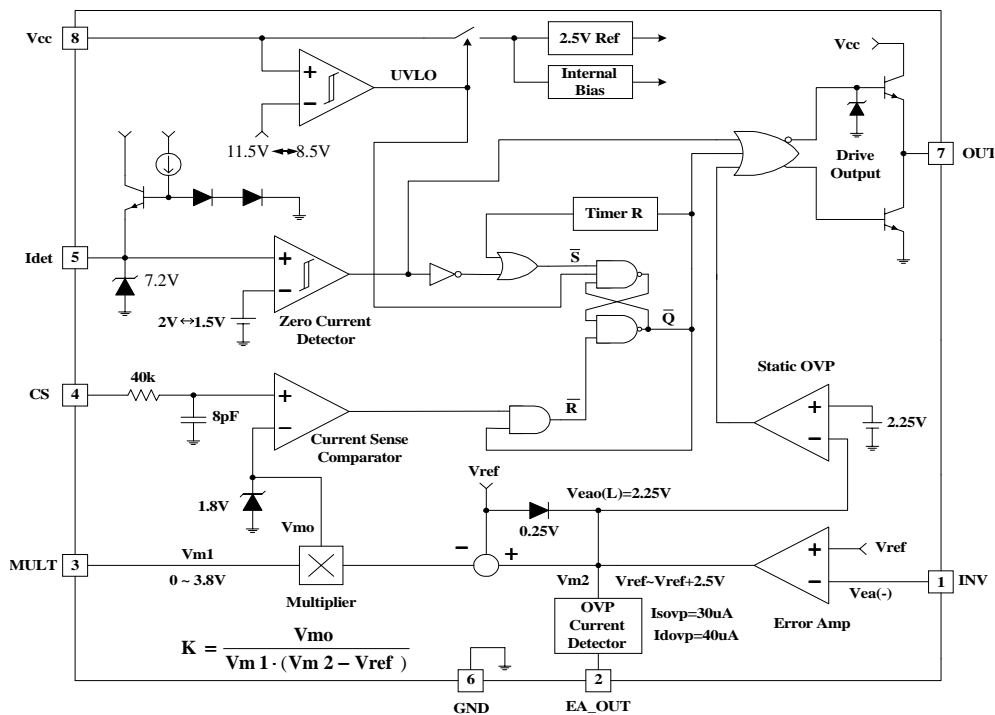 Vcc
8
2.5V Ref
Vcc
UVLO
+
−
Internal
Bias
11.5V
8.5V
Drive
Output
7
OUT
Timer R
Idet
5
+
−
S
7.2V
2V
1.5V
Zero Current
Detector
Q
Static OVP
CS
4
40k
8pF
+
−
R
Current Sense
Comparator
+
−
2.25V
1.8V
Vref
Veao(L)=2.25V
0.25V
Vmo
−
+
MULT
3
Vm1
0 ~ 3.8V
Multiplier
Vm2
Vref~Vref+2.5V
+
−
Vref
1
INV
Vea(-)
OVP
Current
Detector
Isovp=30uA
Idovp=40uA
Error Amp
K = Vmo
Vm 1 · (Vm 2 − Vref )
6
GND
2
EA_OUT